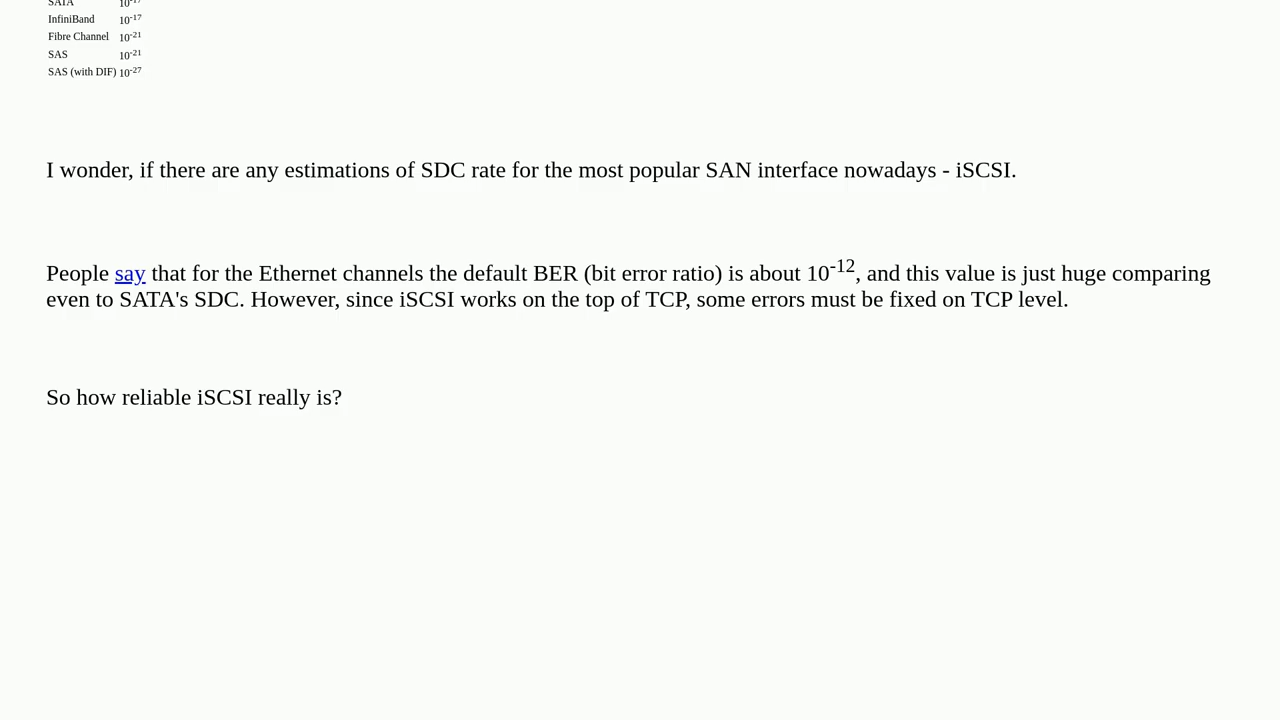 SATA 10-17
InfiniBand 10-17
Fibre Channel 10-21
SAS 10-21
SAS (with DIF) 10-27
I wonder, if there are any estimations of SDC rate for the most popular SAN interface nowadays - iSCSI.
People say that for the Ethernet channels the default BER (bit error ratio) is about 10-12, and this value is just huge comparing
even to SATA's SDC. However, since iSCSI works on the top of TCP, some errors must be fixed on TCP level.
So how reliable iSCSI really is?